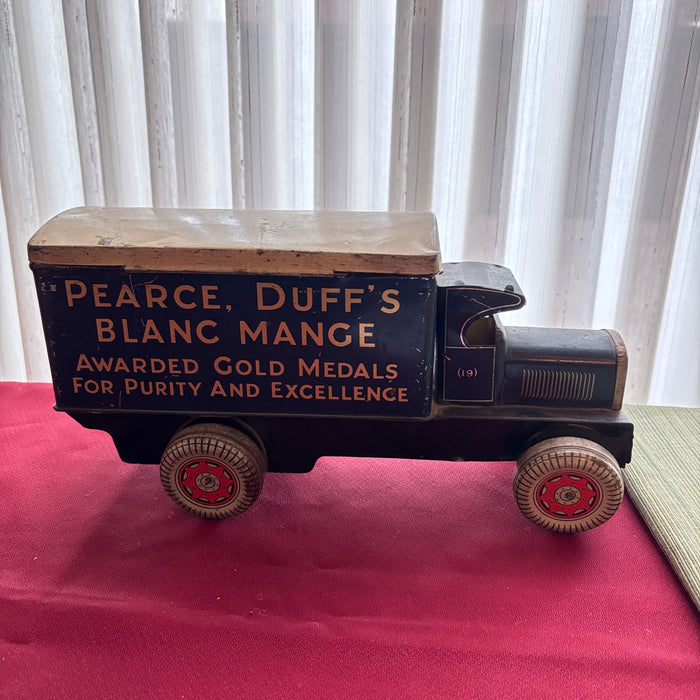 PEARCE, DUFF'S
BLANC MANGE
AWARDED GOLD MEDALS
FOR PURITY AND EXCELLENCE
(19)